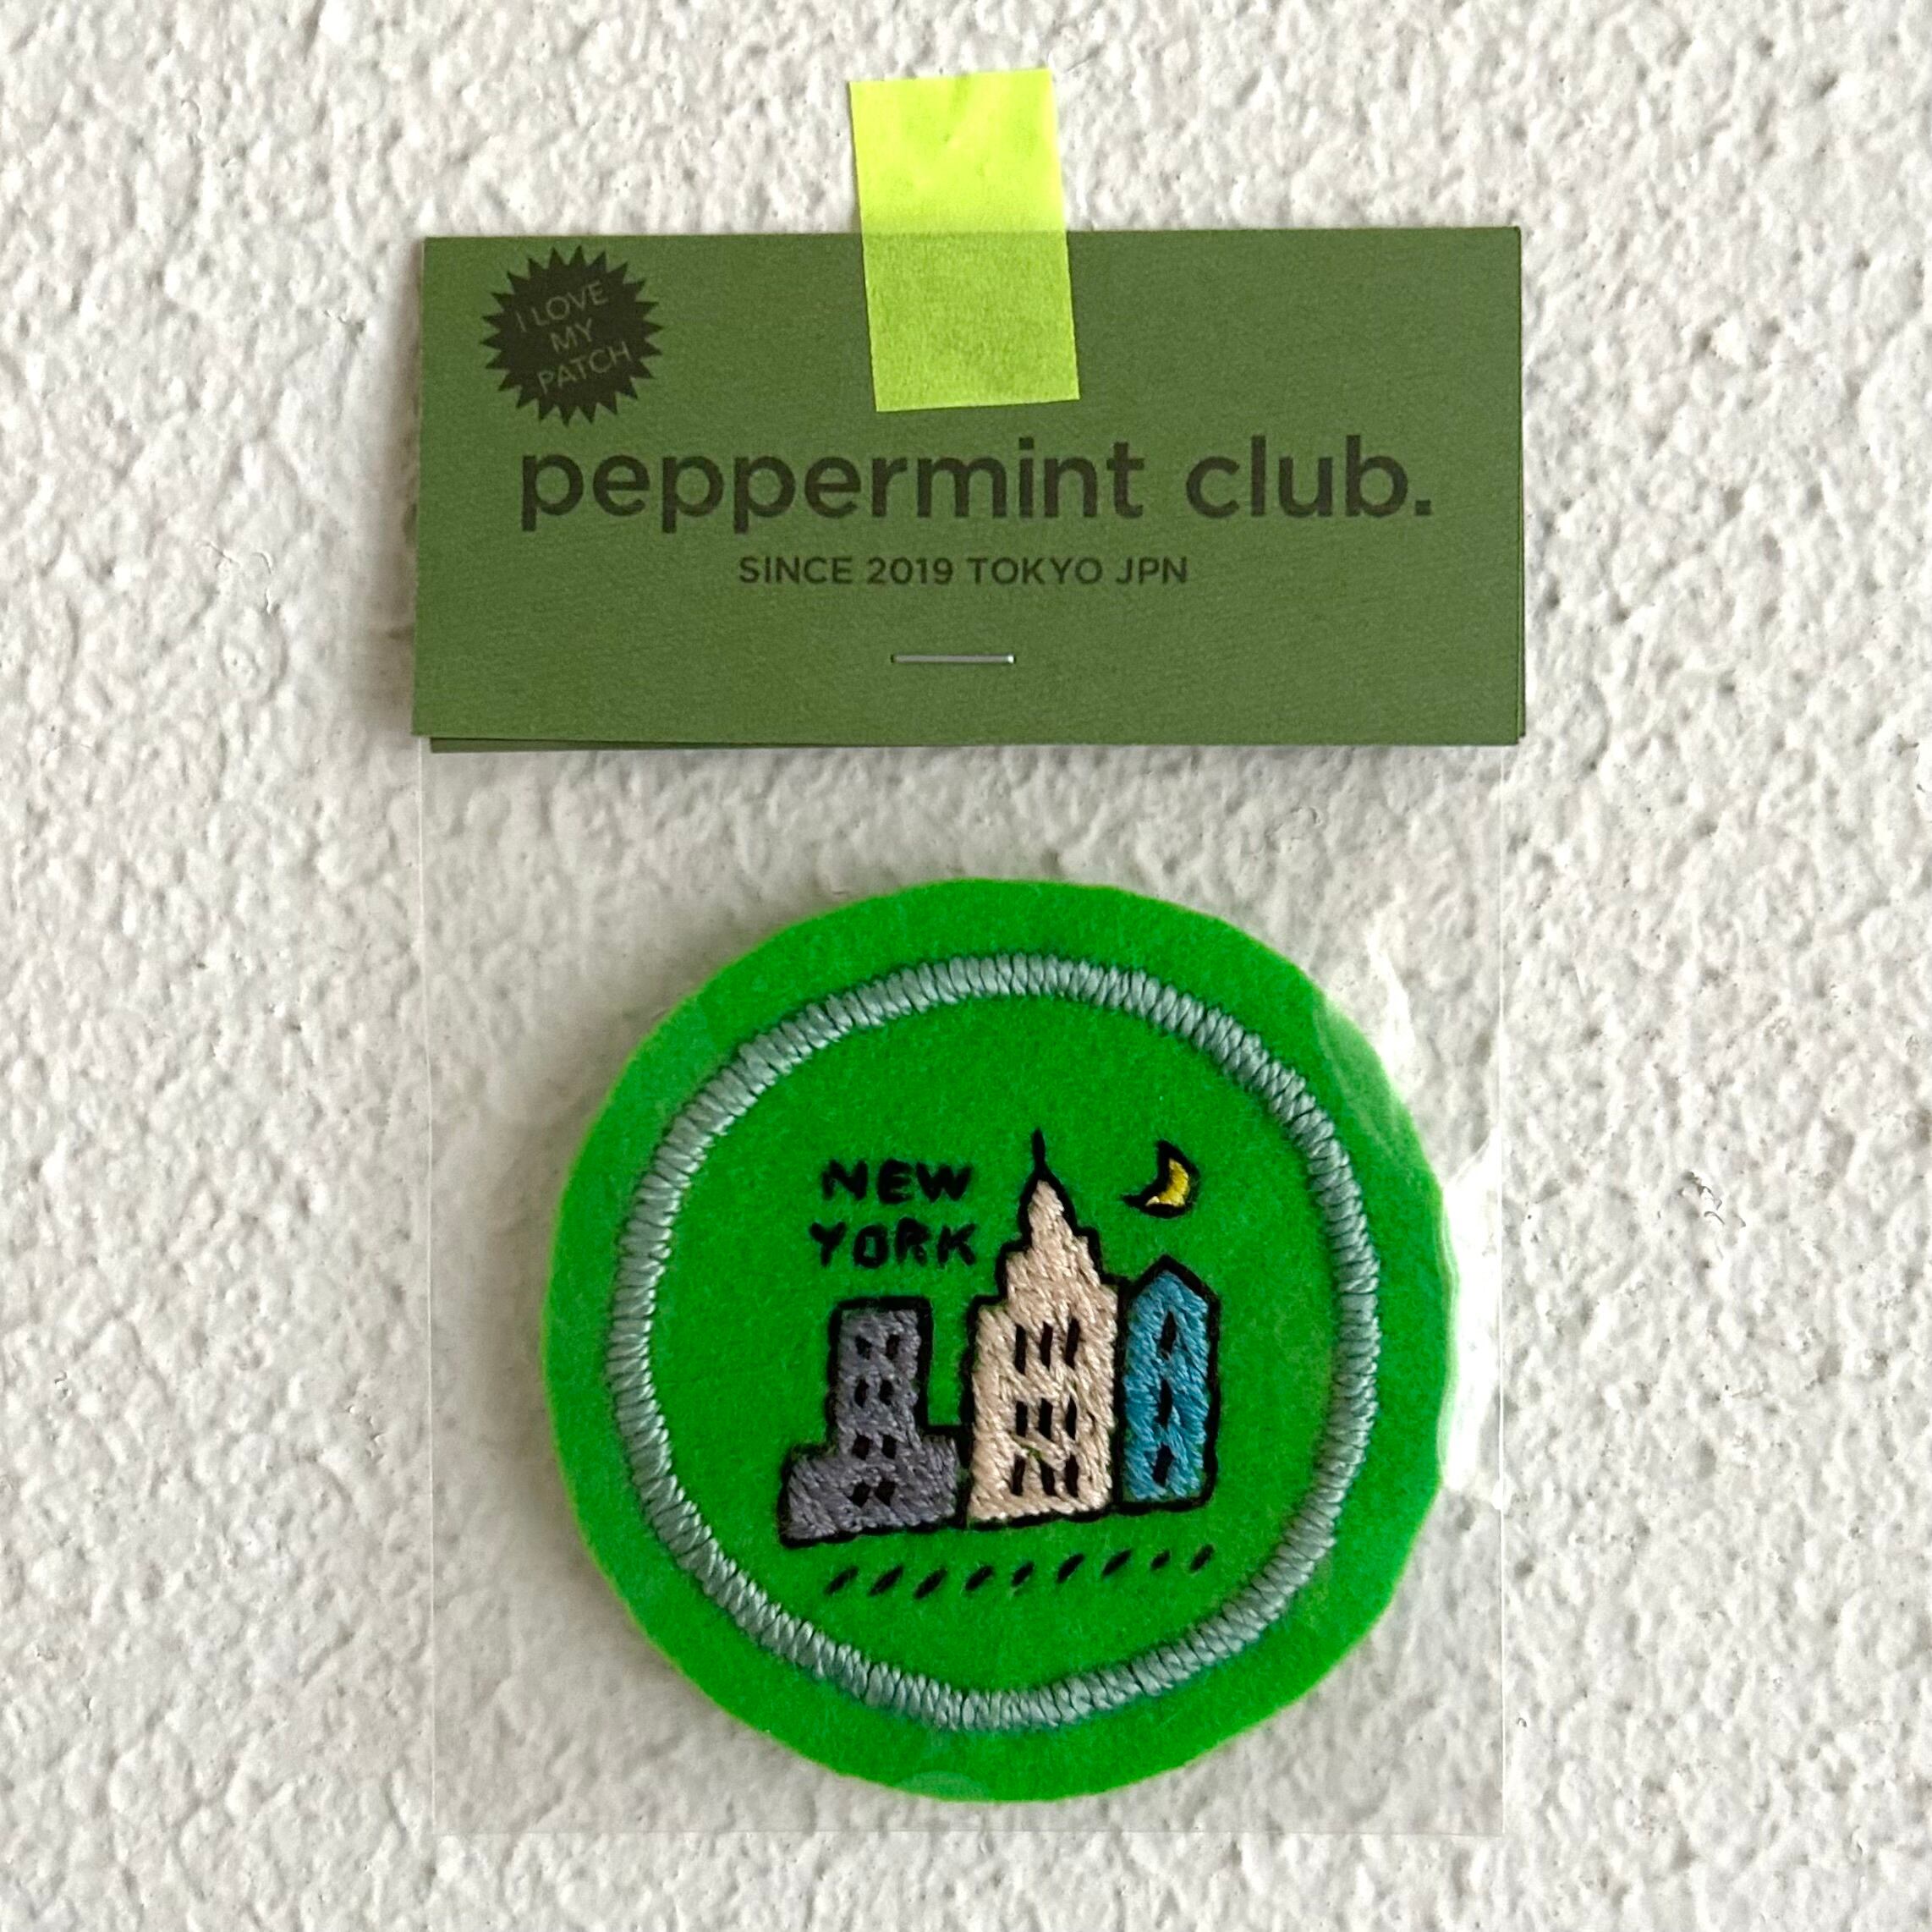 I LOVE
MY
PATCH
peppermint club.
SINCE 2019 TOKYO JPN
NEW
YORK